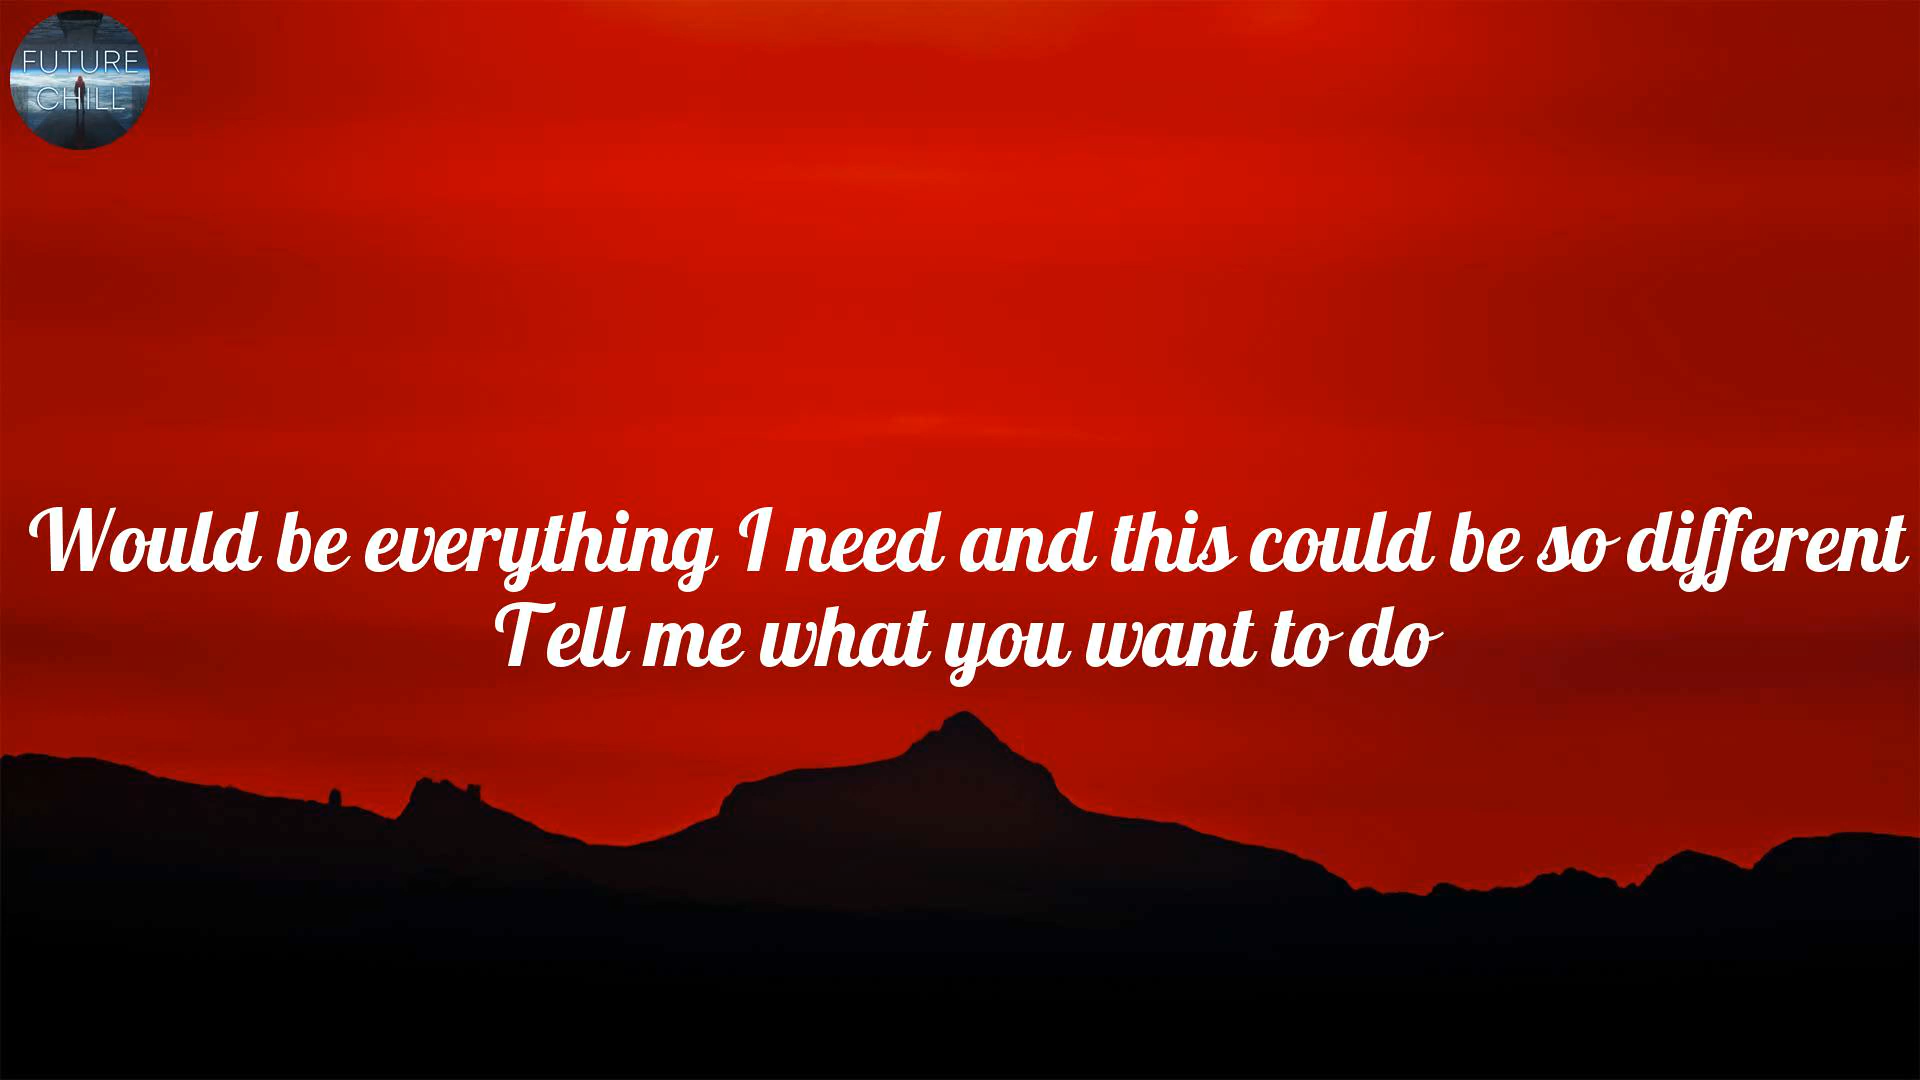 FUTURE
CHILL
Would be everything I need and this could be so different
Tell me what you want to do